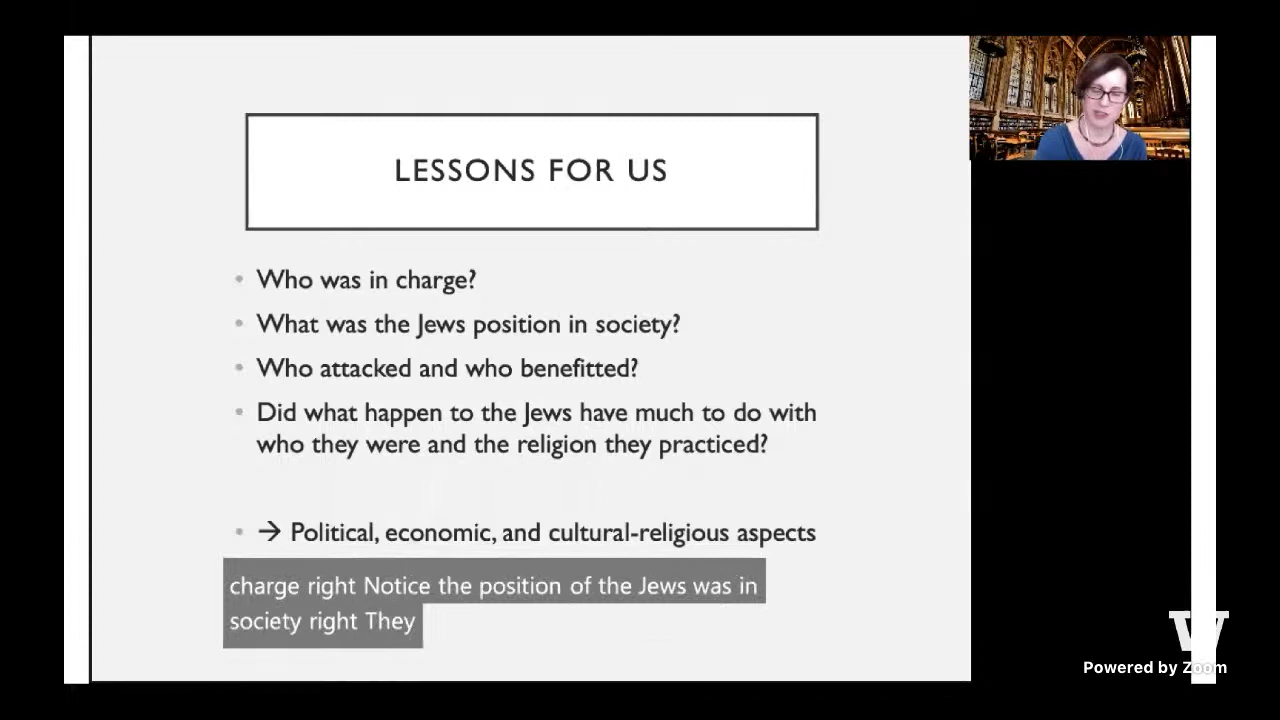 LESSONS FOR US
• Who was in charge?
• What was the Jews position in society?
• Who attacked and who benefitted?
• Did what happen to the Jews have much to do with
who they were and the religion they practiced?
• → Political, economic, and cultural-religious aspects
charge right Notice the position of the Jews was in
society right They
W
Powered by Zoom